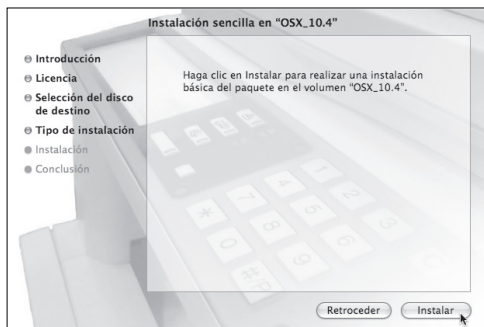 Instalación sencilla en “OSX_10.4”
Introducción
Licencia
Selección del disco
de destino
Tipo de instalación
Instalación
Conclusión
Haga clic en Instalar para realizar una instalación
básica del paquete en el volumen “OSX_10.4”.
Retroceder
Instalar